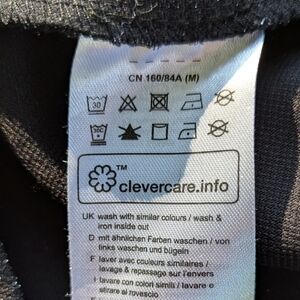 CN 160/84A (M)
30
™
clevercare.info
UK wash with similar colours / wash &
iron inside out
D mit ähnlichen Farben waschen / von
links waschen und bügeln
F laver avec couleurs similaires /
lavage & repassage sur l'envers
I lavare con colori simili / lavare e
stirare al rovescio